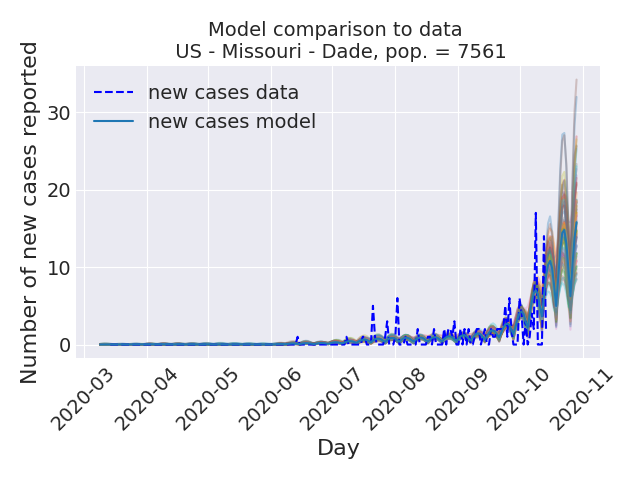 Model comparison to data
US - Missouri - Dade, pop. = 7561
Number of new cases reported
30
20
10
0
new cases data
new cases model
2020-03
2020-04
2020-05
2020-06
2020-07
2020-08
2020-09
2020-10
2020-11
Day